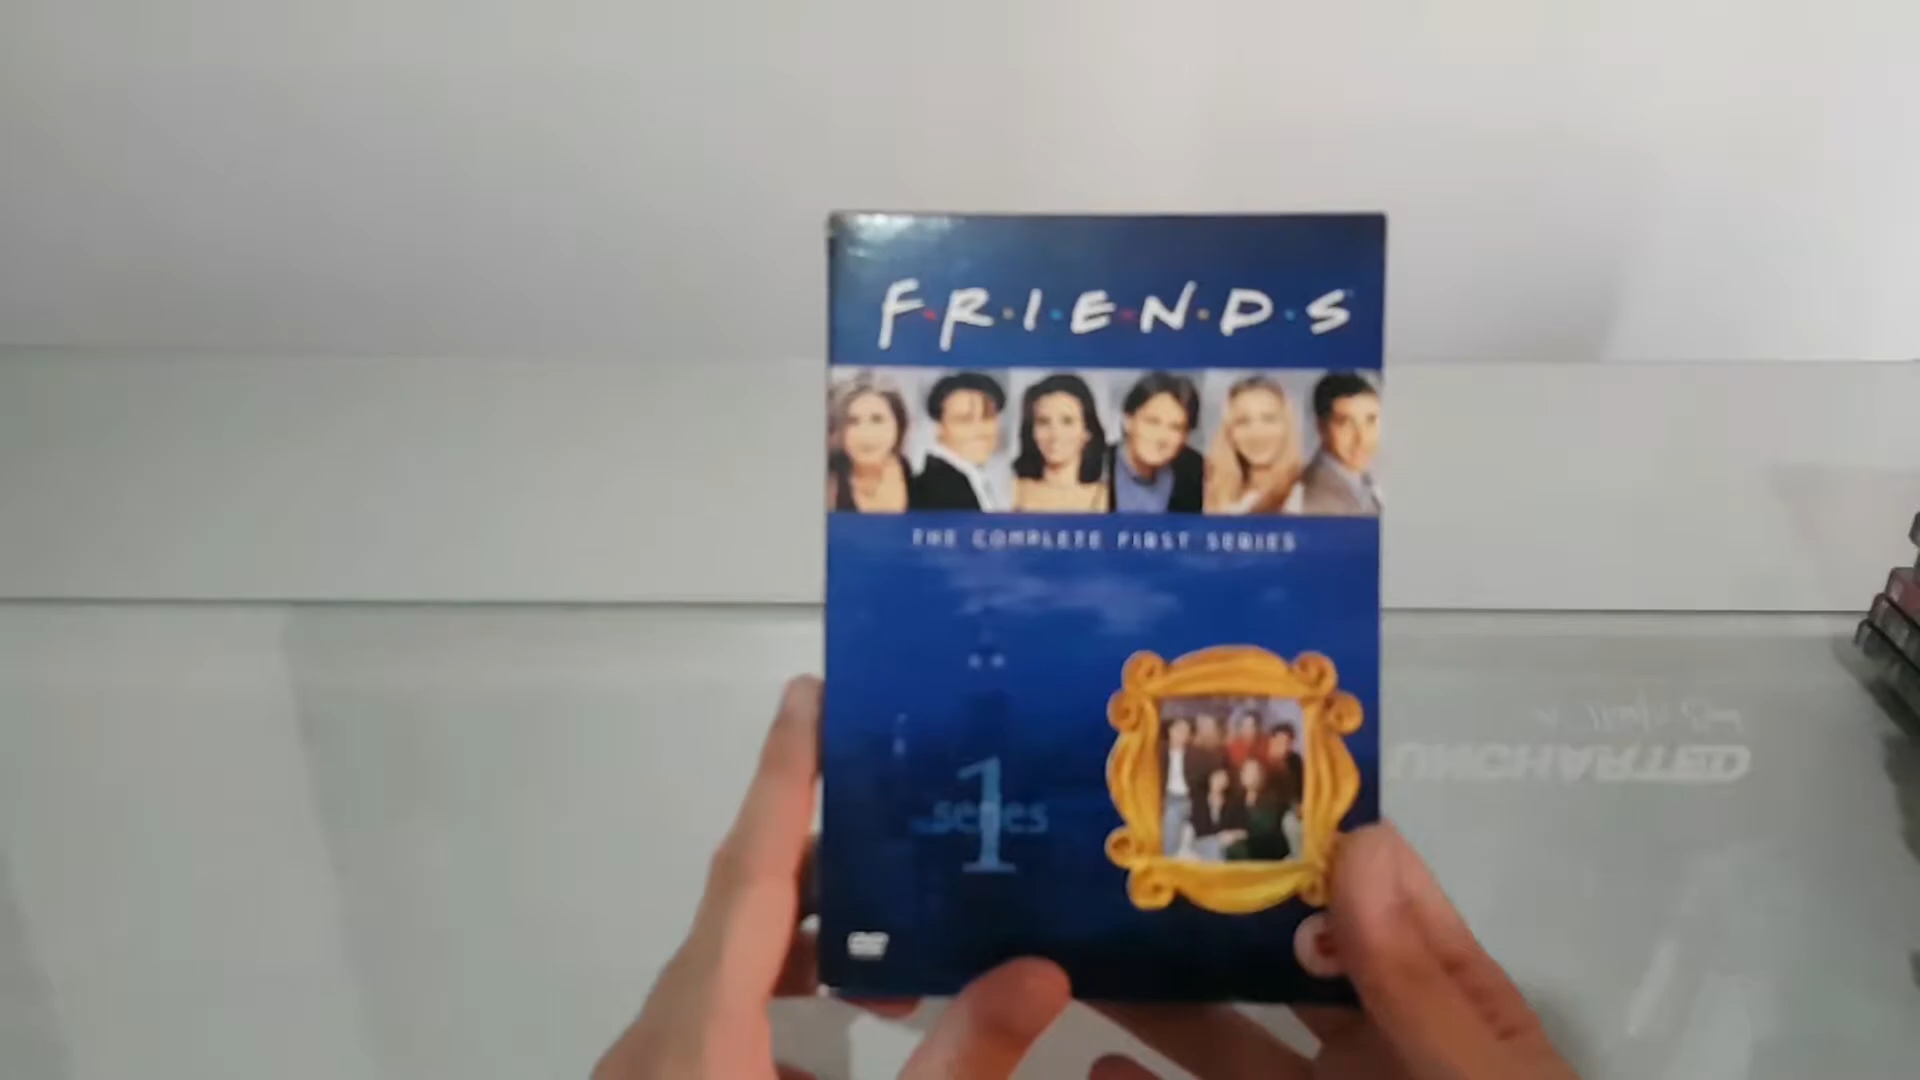 F·R·I·E·N·D·S
THE COMPLETE FIRST SERIES
series
1
DVD
UNCHARTED